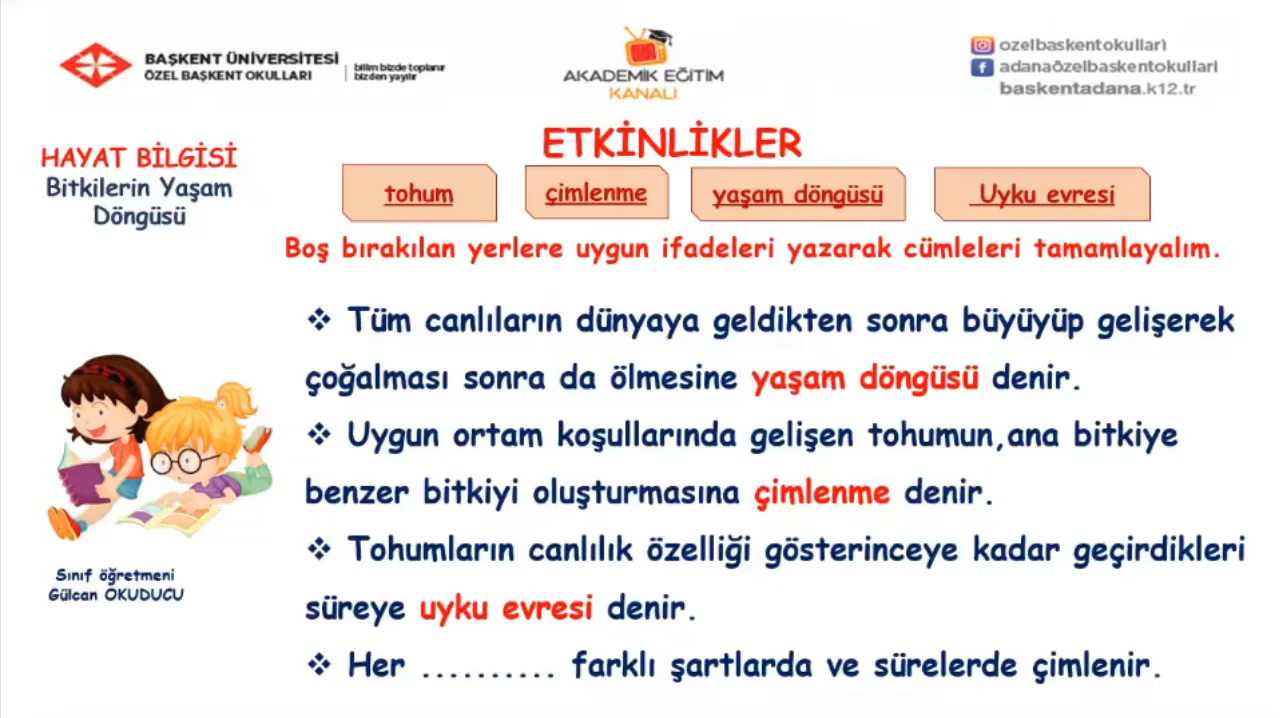 BAŞKENT ÜNİVERSİTESİ
ÖZEL BAŞKENT OKULLARI
bilim bizde toplanır
bizden yayılır
AKADEMİK EĞİTİM
KANALI
ozelbaskentokullari
adanaözelbaskentokullari
baskentadana.k12.tr
HAYAT BİLGİSİ
Bitkilerin Yaşam
Döngüsü
ETKİNLİKLER
tohum
çimlenme
yaşam döngüsü
Uyku evresi
Boş bırakılan yerlere uygun ifadeleri yazarak cümleleri tamamlayalım.
❖ Tüm canlıların dünyaya geldikten sonra büyüyüp gelişerek
çoğalması sonra da ölmesine yaşam döngüsü denir.
❖ Uygun ortam koşullarında gelişen tohumun,ana bitkiye
benzer bitkiyi oluşturmasına çimlenme denir.
❖ Tohumların canlılık özelliği gösterinceye kadar geçirdikleri
süreye uyku evresi denir.
❖ Her .......... farklı şartlarda ve sürelerde çimlenir.
Sınıf öğretmeni
Gülcan OKUDUCU